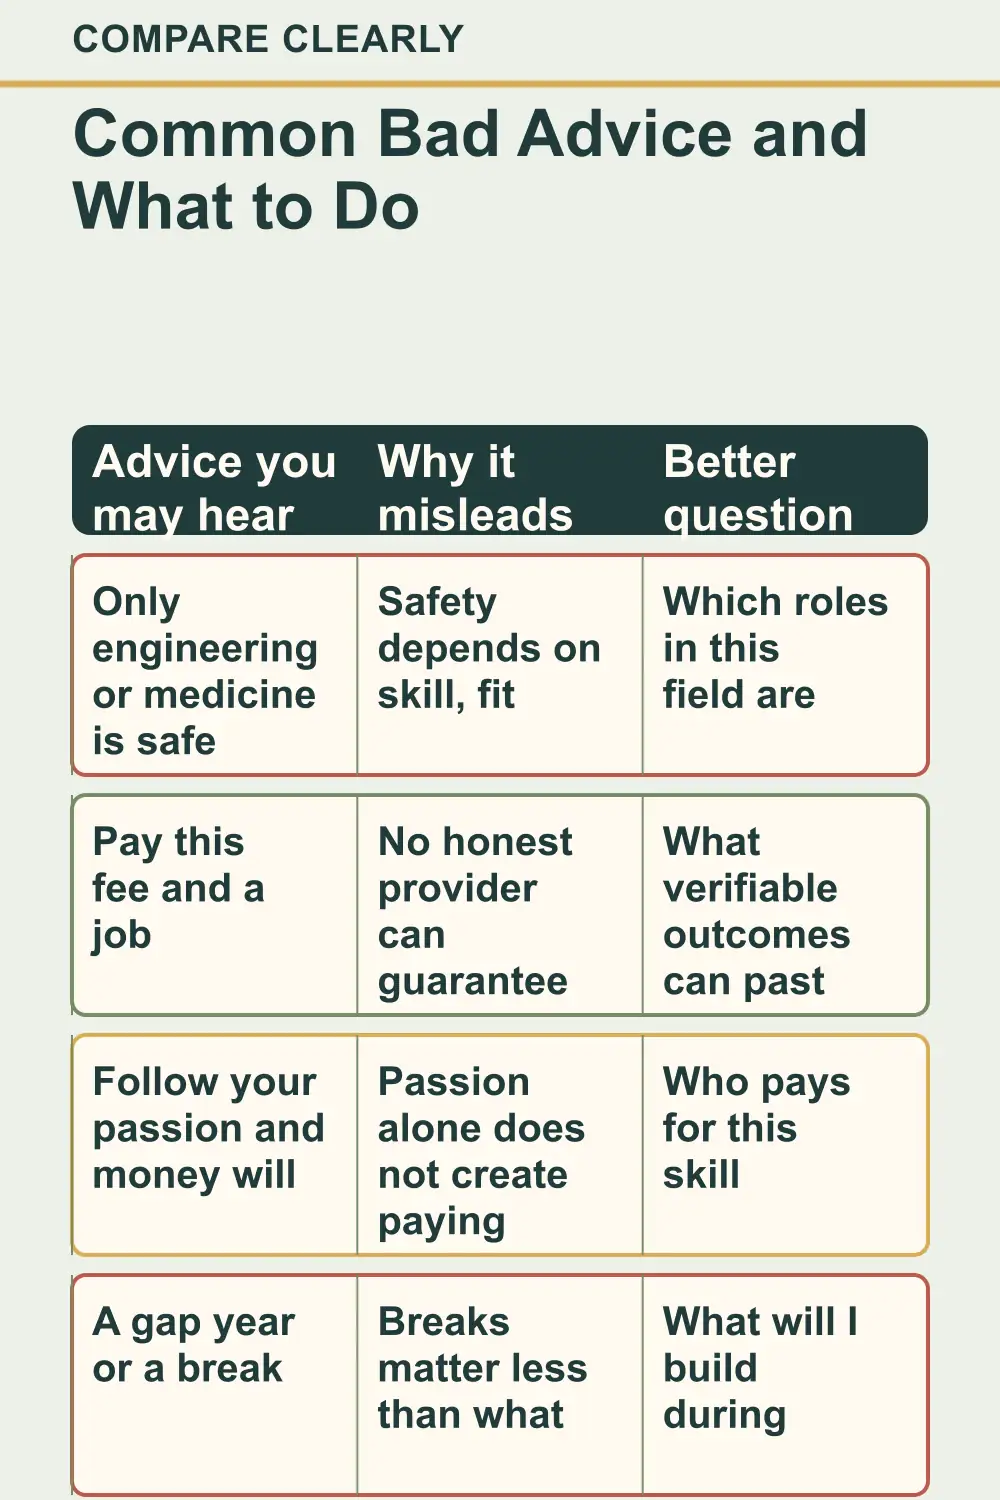 COMPARE CLEARLY
Common Bad Advice and
What to Do
Advice you
may hear
Why it
misleads
Better
question
Only
engineering
or medicine
is safe
Safety
depends on
skill, fit
Which roles
in this
field are
Pay this
fee and a
job
No honest
provider
can
guarantee
What
verifiable
outcomes
can past
Follow your
passion and
money will
Passion
alone does
not create
paying
Who pays
for this
skill
A gap year
or a break
Breaks
matter less
than what
What will I
build
during